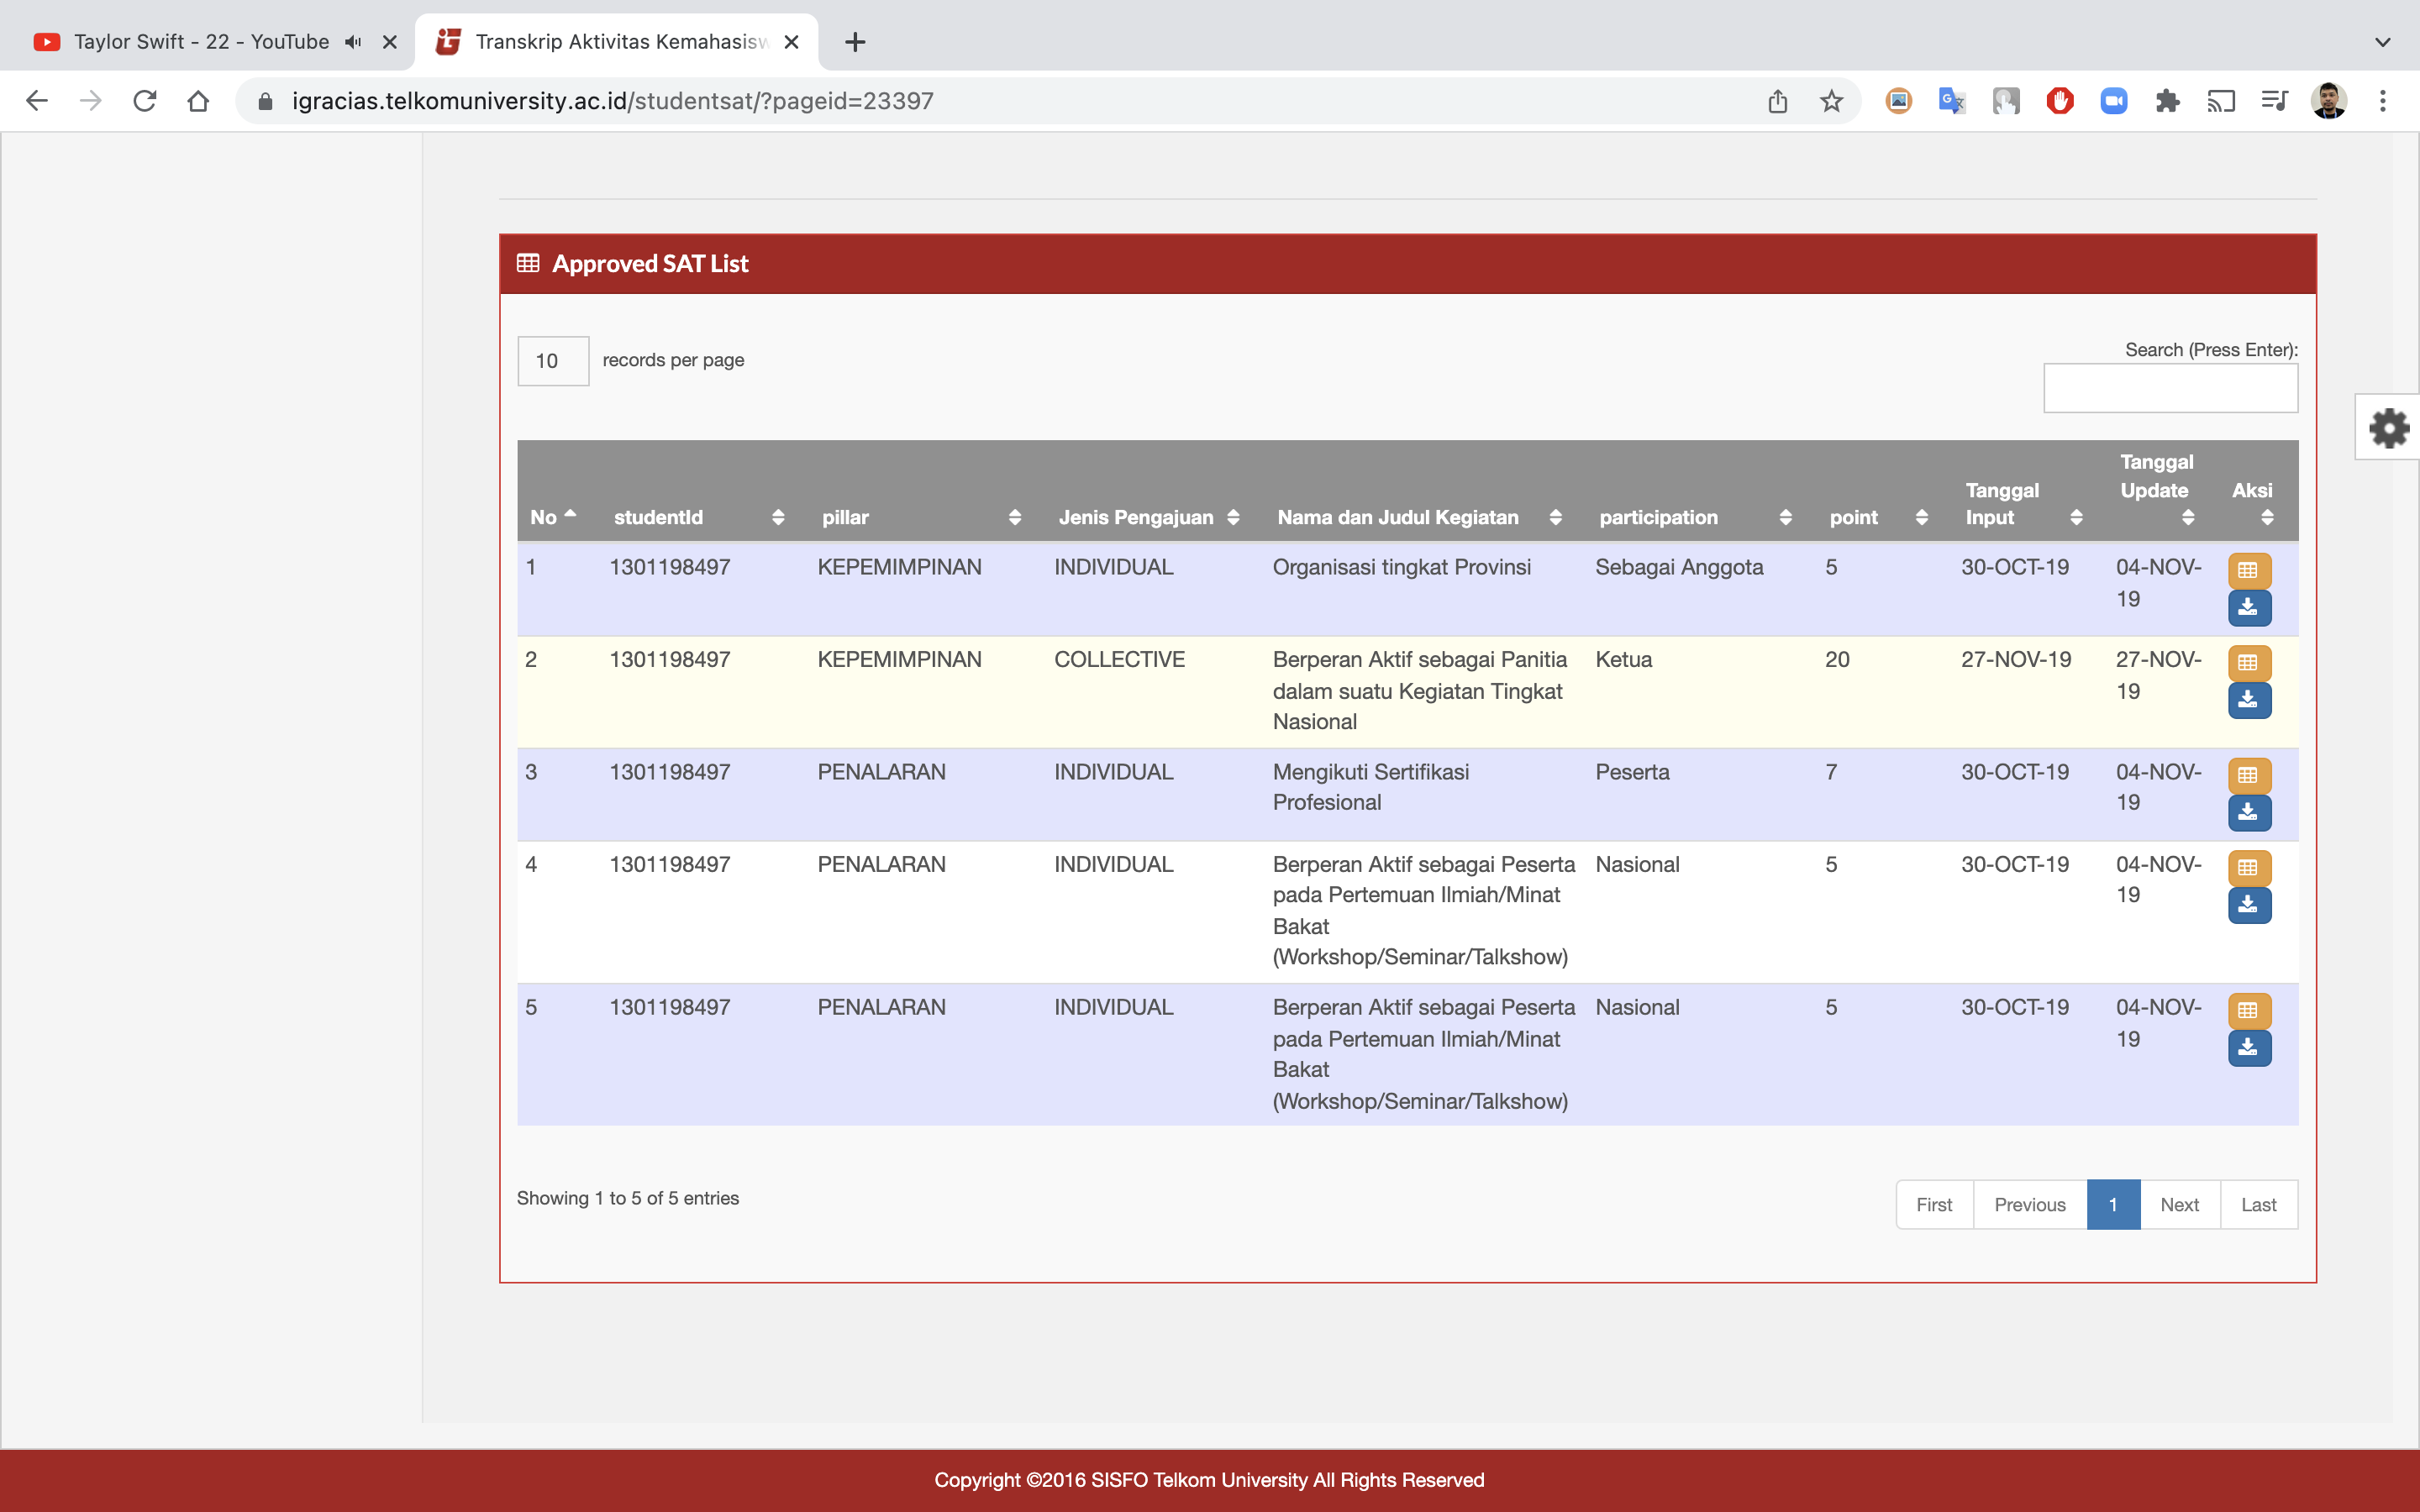 Taylor Swift - 22 - YouTube
Transkrip Aktivitas Kemahasisw
igracias.telkomuniversity.ac.id/studentsat/?pageid=23397
Approved SAT List
10 records per page
Search (Press Enter):
No studentId pillar Jenis Pengajuan Nama dan Judul Kegiatan participation point Tanggal Input Tanggal Update Aksi
1 1301198497 KEPEMIMPINAN INDIVIDUAL Organisasi tingkat Provinsi Sebagai Anggota 5 30-OCT-19 04-NOV-
19
2 1301198497 KEPEMIMPINAN COLLECTIVE Berperan Aktif sebagai Panitia Ketua 20 27-NOV-19 27-NOV-
dalam suatu Kegiatan Tingkat 19
Nasional
3 1301198497 PENALARAN INDIVIDUAL Mengikuti Sertifikasi Peserta 7 30-OCT-19 04-NOV-
Profesional 19
4 1301198497 PENALARAN INDIVIDUAL Berperan Aktif sebagai Peserta Nasional 5 30-OCT-19 04-NOV-
pada Pertemuan Ilmiah/Minat 19
Bakat
(Workshop/Seminar/Talkshow)
5 1301198497 PENALARAN INDIVIDUAL Berperan Aktif sebagai Peserta Nasional 5 30-OCT-19 04-NOV-
pada Pertemuan Ilmiah/Minat 19
Bakat
(Workshop/Seminar/Talkshow)
Showing 1 to 5 of 5 entries
First Previous 1 Next Last
Copyright ©2016 SISFO Telkom University All Rights Reserved